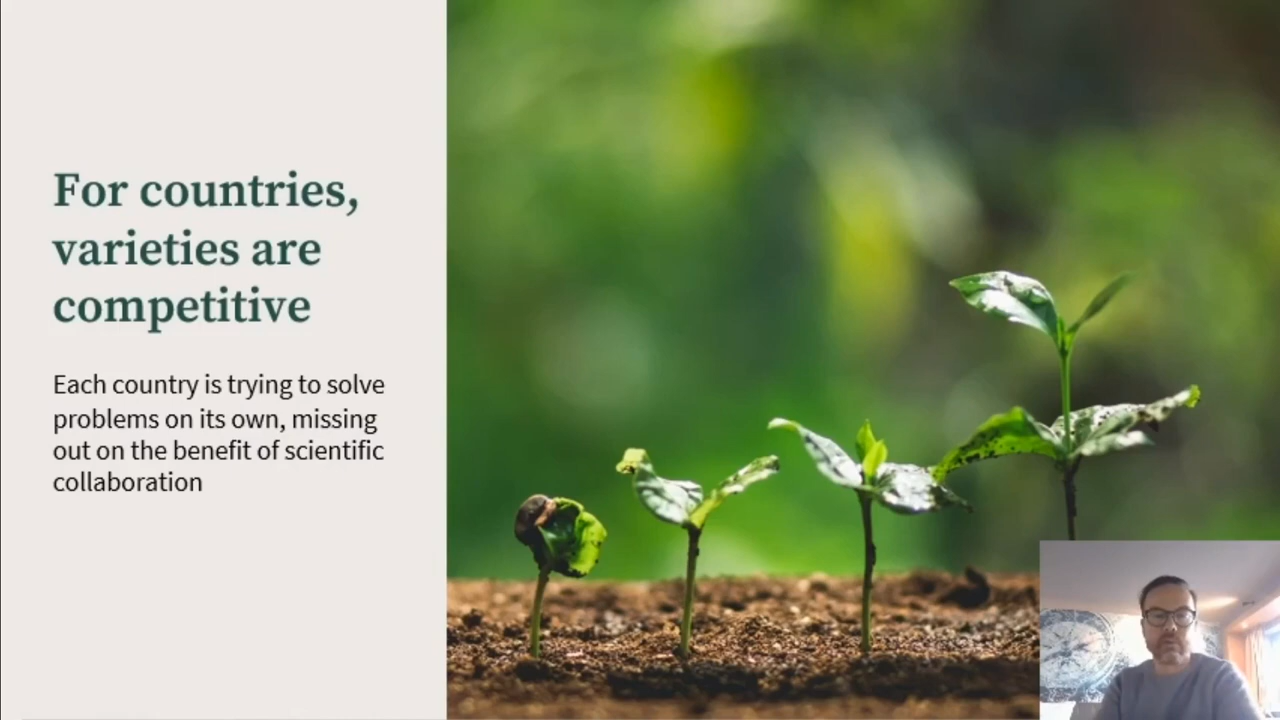 For countries,
varieties are
competitive
Each country is trying to solve
problems on its own, missing
out on the benefit of scientific
collaboration